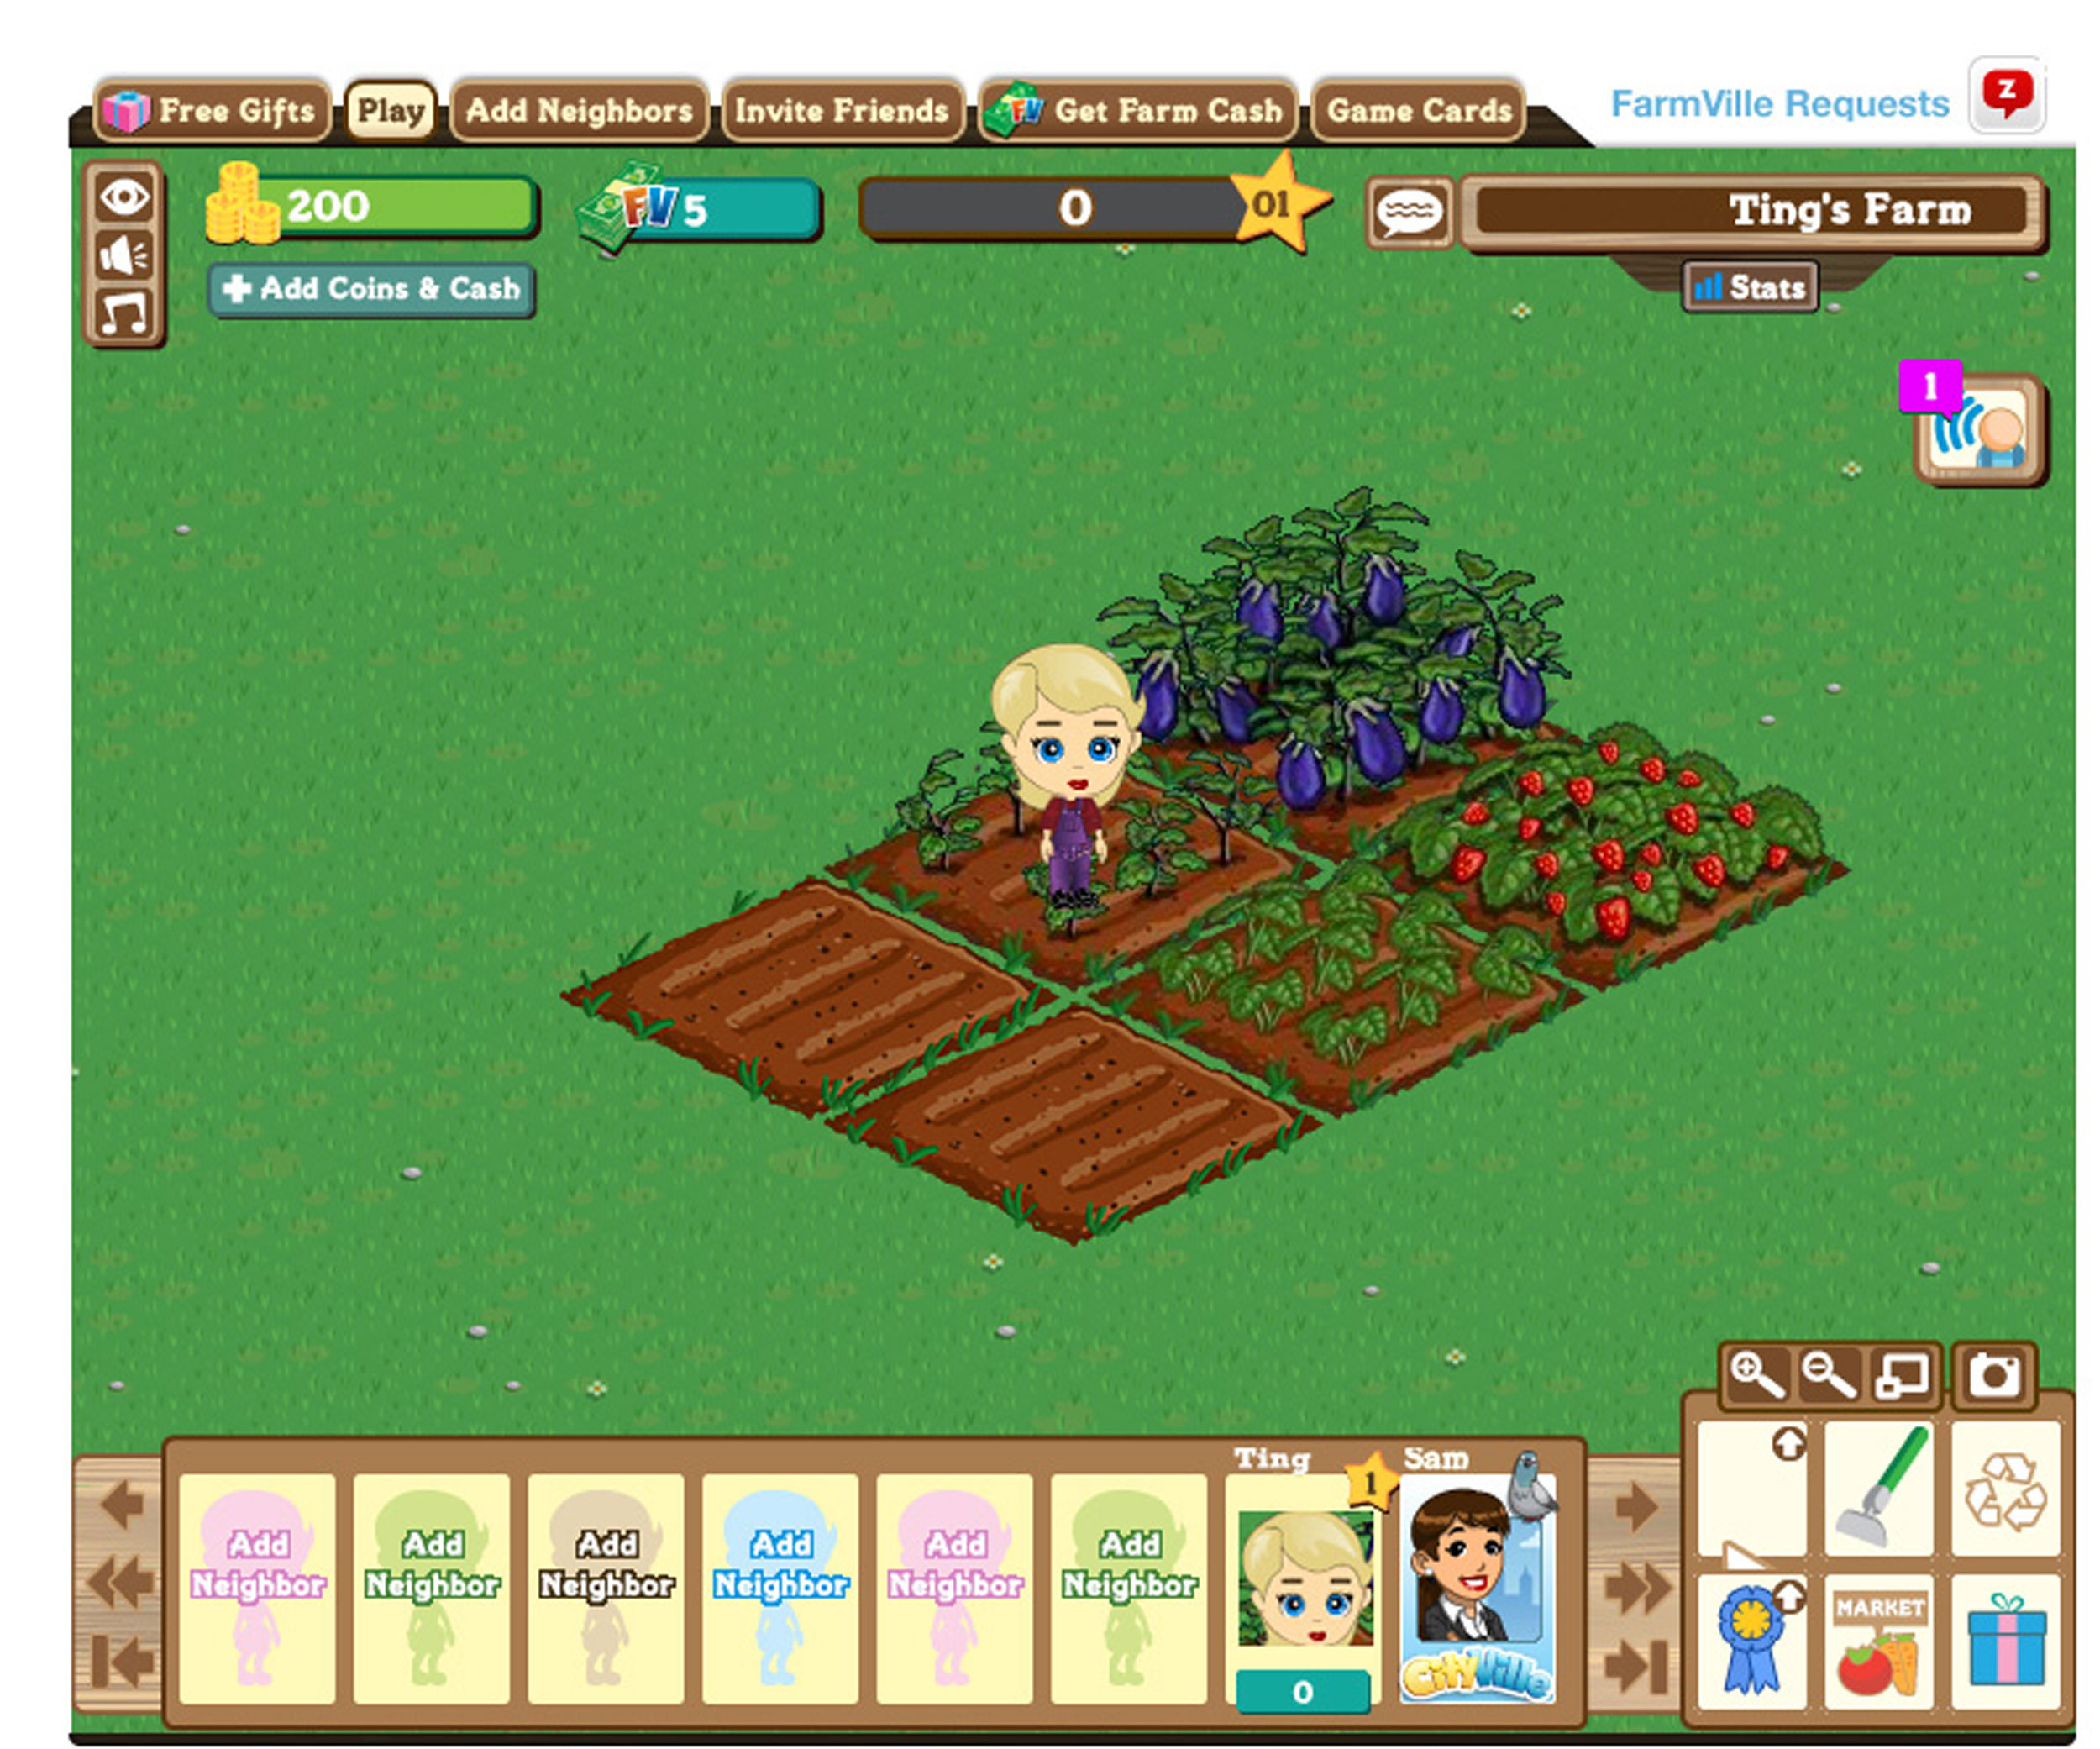 Free Gifts
Play
Add Neighbors
Invite Friends
FV
Get Farm Cash
Game Cards
FarmVille Requests
Z
200
FV 5
0
01
Ting's Farm
Add Coins & Cash
Stats
1
Ting
1
Sam
Add
Neighbor
Add
Neighbor
Add
Neighbor
Add
Neighbor
Add
Neighbor
Add
Neighbor
0
CityVille
MARKET